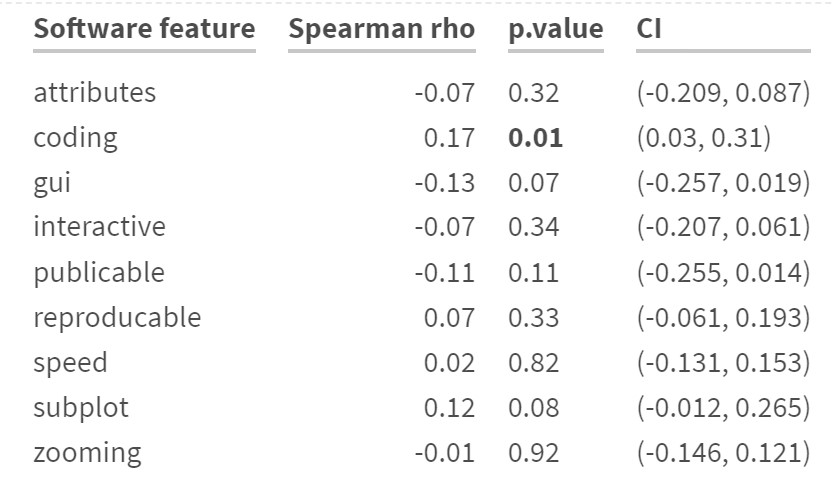 Software feature Spearman rho p.value CI
attributes -0.07 0.32 (-0.209, 0.087)
coding 0.17 0.01 (0.03, 0.31)
gui -0.13 0.07 (-0.257, 0.019)
interactive -0.07 0.34 (-0.207, 0.061)
publicable -0.11 0.11 (-0.255, 0.014)
reproducable 0.07 0.33 (-0.061, 0.193)
speed 0.02 0.82 (-0.131, 0.153)
subplot 0.12 0.08 (-0.012, 0.265)
zooming -0.01 0.92 (-0.146, 0.121)